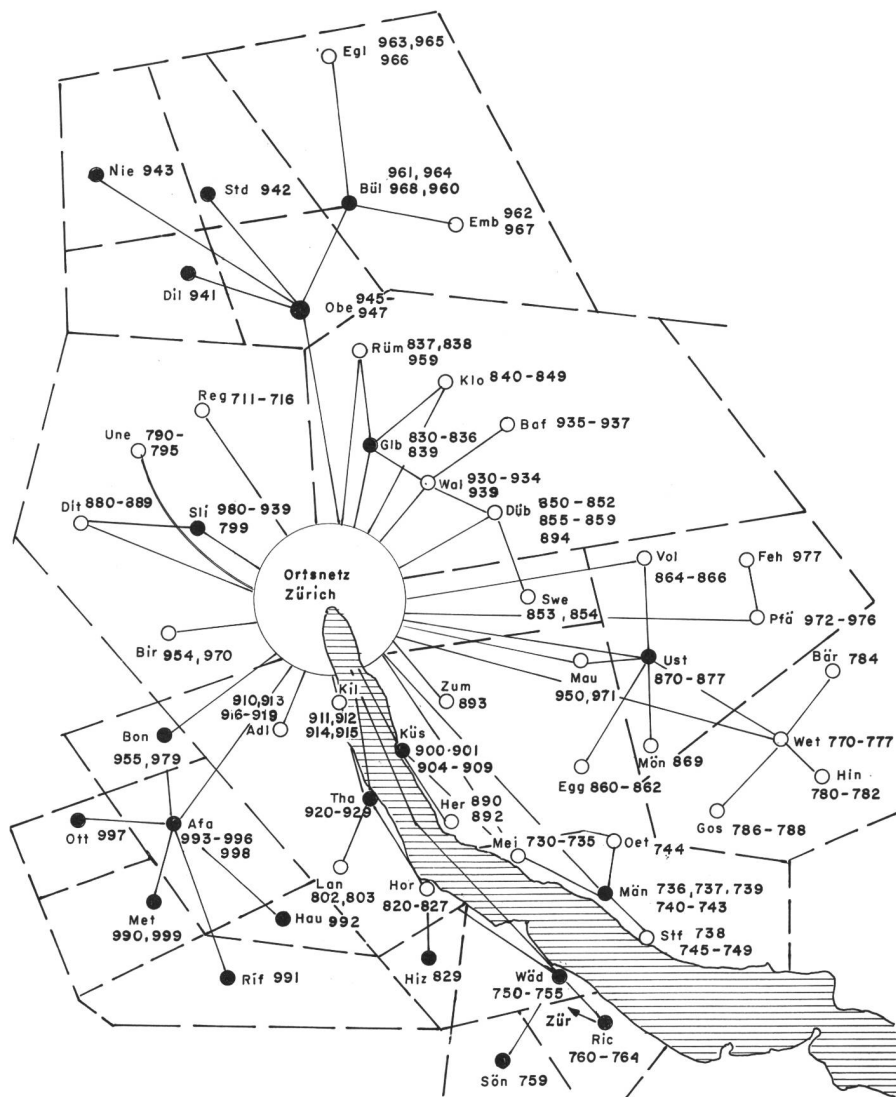 Egl 963,965
966
Nie 943
Std 942
961, 964
Bül 968,960
Emb 962
967
Dil 941
Obe 945-
947
Rüm 837,838
959
Klo 840-849
Reg 711-716
Baf 935-937
Une 790-
795
Glb 830-836
839
Wal 930-934
939
Dit 880-889
Sli 980-939
799
Düb 850-852
855-859
894
Vol
864-866
Feh 977
Ortsnetz
Zürich
Swe
853,854
Pfä 972-976
Bir 954,970
Mau
950,971
Ust
870-877
Bär 784
Zum
893
910,913
916-919
Adl
Kil
911,912
914,915
Bon
955,979
Küs
900-901
904-909
Mön 869
Wet 770-777
Egg 860-862
Hin
780-782
Gos 786-788
Tha
920-929
Her 890
892
Ott 997
Afa
993-996
998
Mei 730-735
Oet
744
Lan
802,803
Hor
820-827
Män 736,737,739
740-743
Met
990,999
Hau 992
Stf 738
745-749
Rif 991
Hiz 829
Wäd
750-755
Zür
Ric
760-764
Sön 759